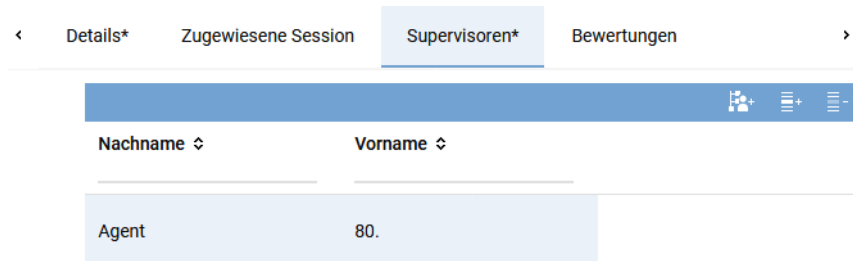 Details* Zugewiesene Session Supervisoren* Bewertungen
Nachname Vorname
Agent 80.